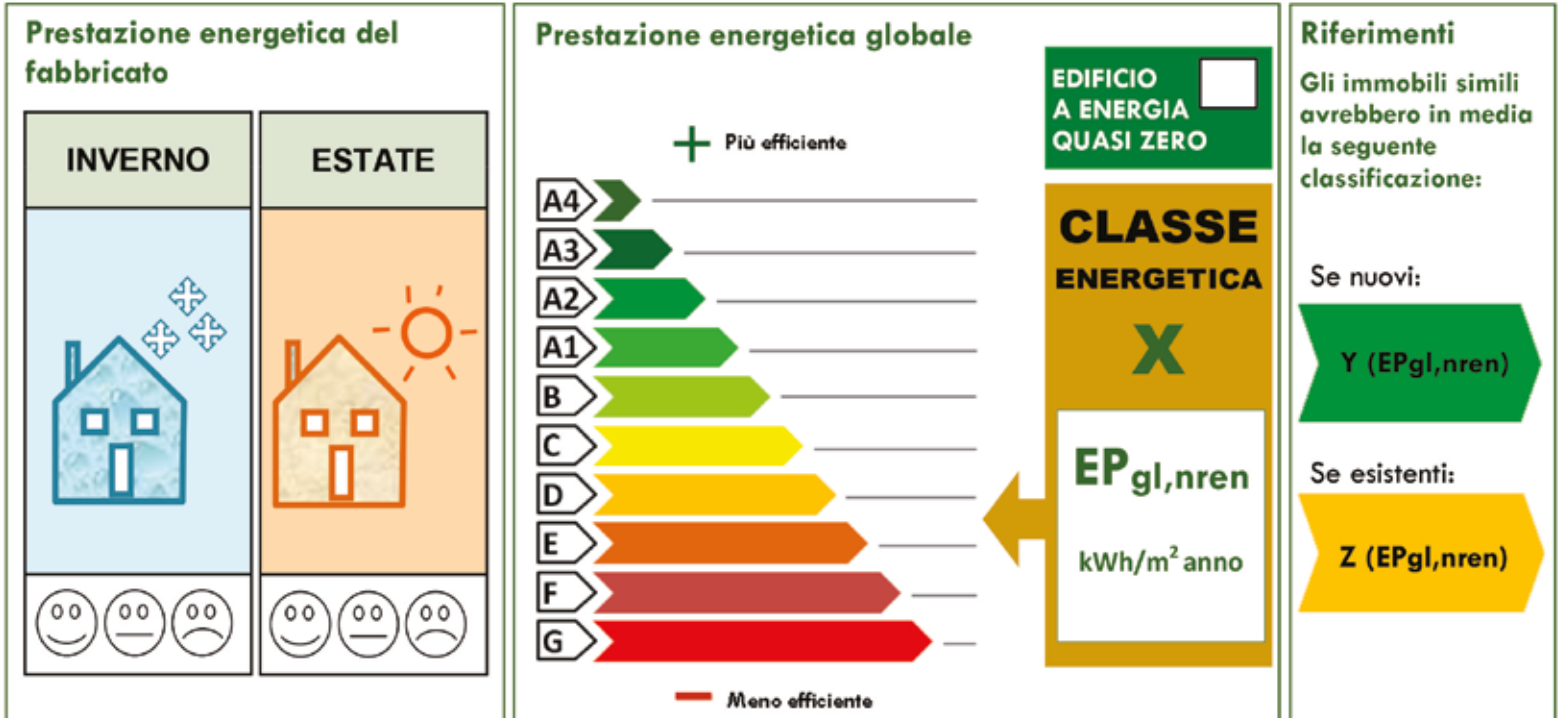 Prestazione energetica del
fabbricato
INVERNO
ESTATE
Prestazione energetica globale
Più efficiente
A4
A3
A2
A1
B
C
D
E
F
G
Meno efficiente
EDIFICIO
A ENERGIA
QUASI ZERO
CLASSE
ENERGETICA
X
EPgl,nren
kWh/m² anno
Riferimenti
Gli immobili simili
avrebbero in media
la seguente
classificazione:
Se nuovi:
Y (EPgl,nren)
Se esistenti:
Z (EPgl,nren)